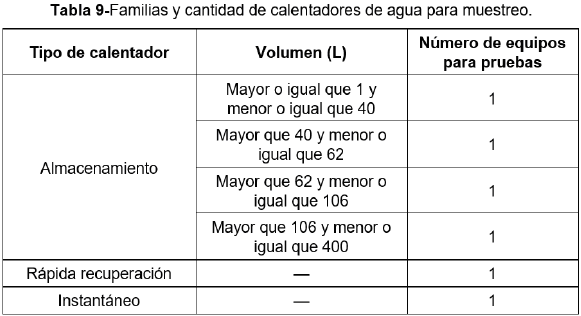 Tabla 9-Familias y cantidad de calentadores de agua para muestreo.
Tipo de calentador
Volumen (L)
Número de equipos
para pruebas
Almacenamiento
Mayor o igual que 1 y
menor o igual que 40
1
Mayor que 40 y menor o
igual que 62
1
Mayor que 62 y menor o
igual que 106
1
Mayor que 106 y menor o
igual que 400
1
Rápida recuperación
—
1
Instantáneo
—
1